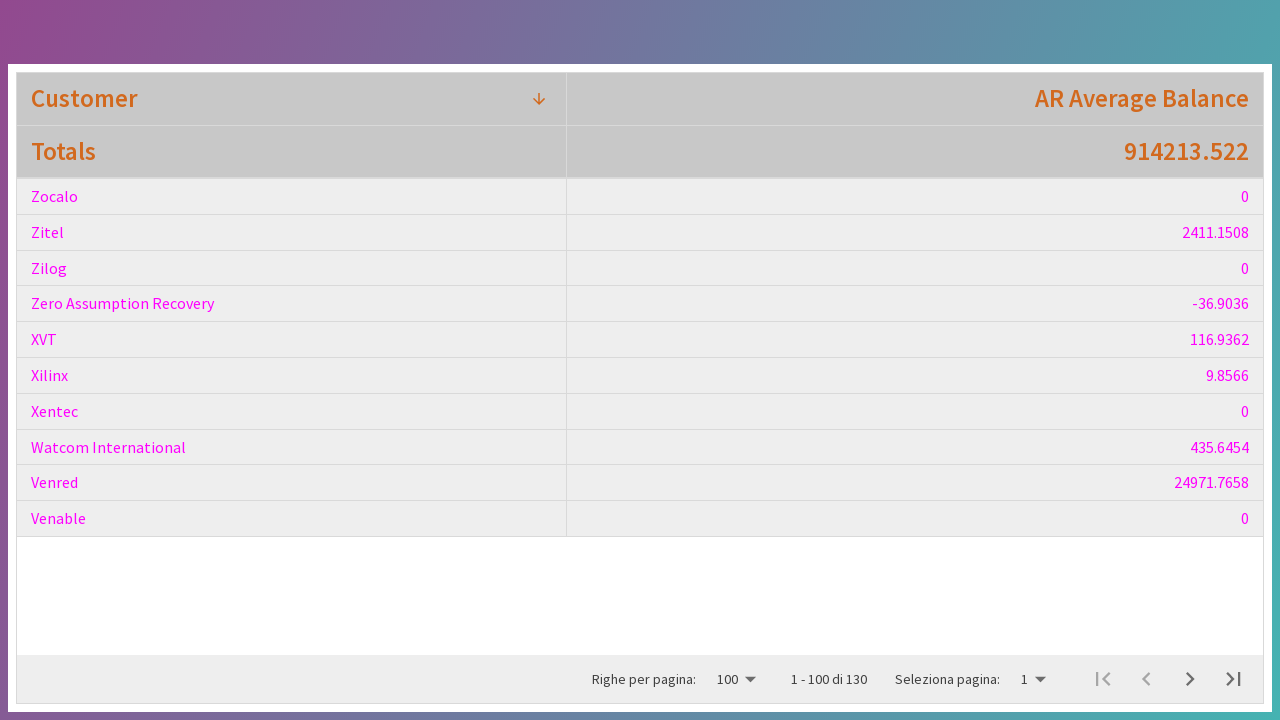 Customer AR Average Balance
Totals 914213.522
Zocalo 0
Zitel 2411.1508
Zilog 0
Zero Assumption Recovery -36.9036
XVT 116.9362
Xilinx 9.8566
Xentec 0
Watcom International 435.6454
Venred 24971.7658
Venable 0
Righe per pagina: 100 1 - 100 di 130 Seleziona pagina: 1